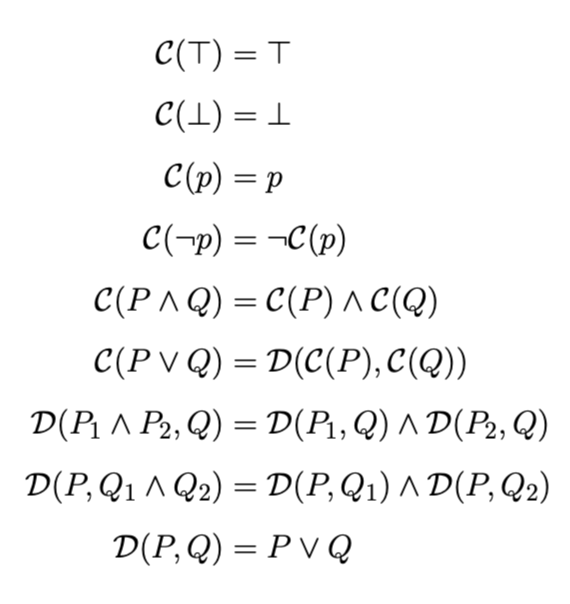 𝒞(⊤) = ⊤
𝒞(⊥) = ⊥
𝒞(p) = p
𝒞(¬p) = ¬𝒞(p)
𝒞(P ∧ Q) = 𝒞(P) ∧ 𝒞(Q)
𝒞(P ∨ Q) = 𝒟(𝒞(P), 𝒞(Q))
𝒟(P₁ ∧ P₂, Q) = 𝒟(P₁, Q) ∧ 𝒟(P₂, Q)
𝒟(P, Q₁ ∧ Q₂) = 𝒟(P, Q₁) ∧ 𝒟(P, Q₂)
𝒟(P, Q) = P ∨ Q